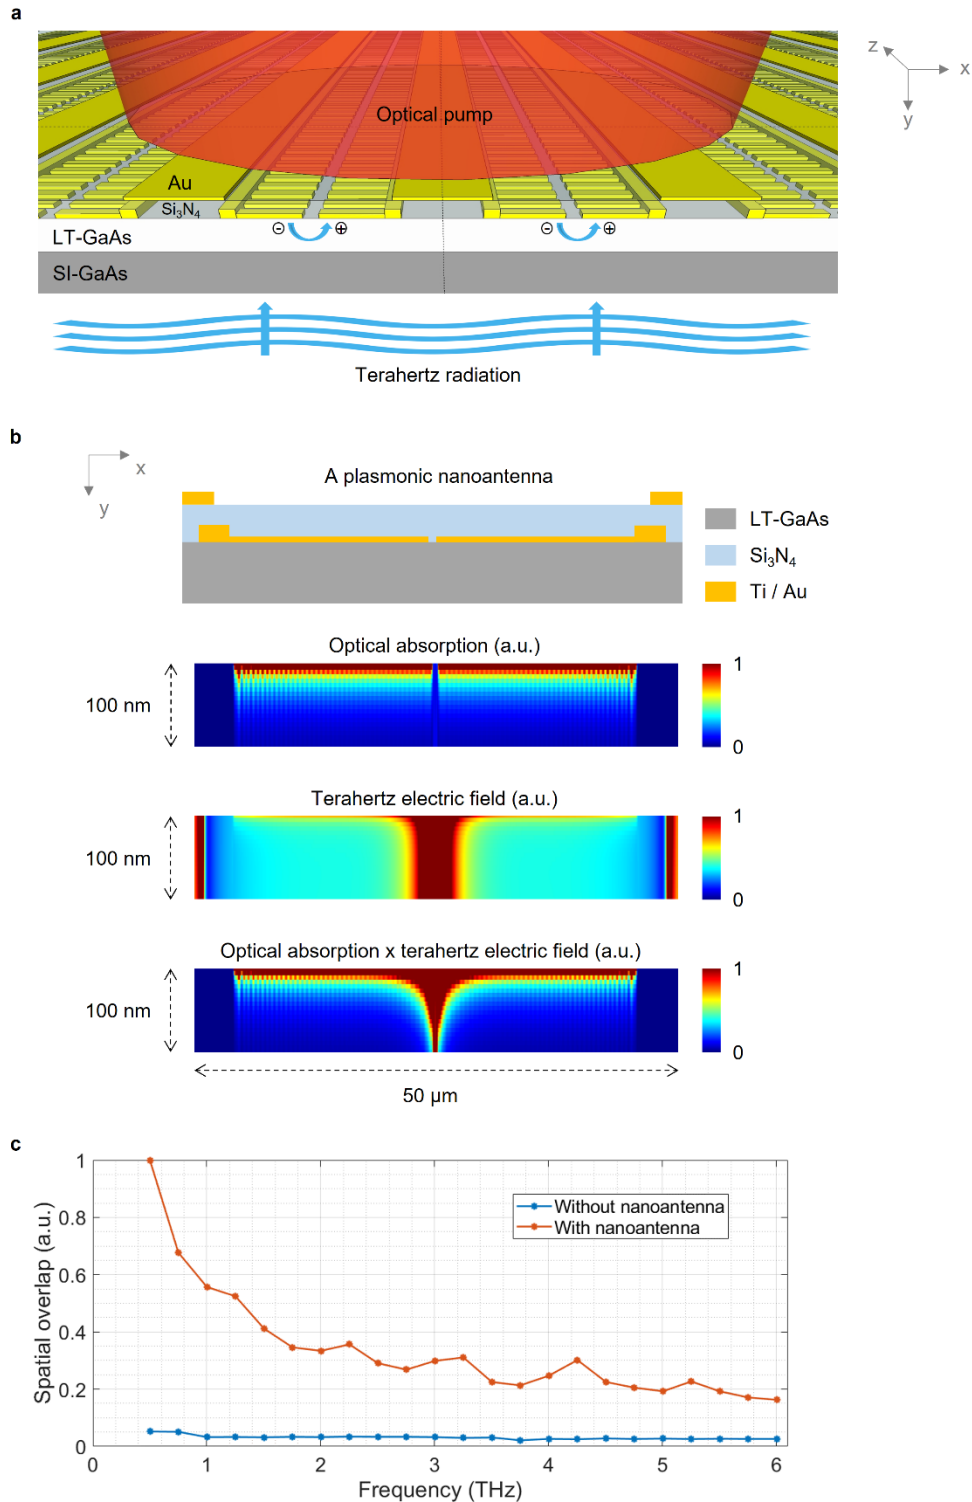 a
z
x
y
Optical pump
Au
Si₃N₄
⊖ ⊕ ⊖ ⊕
LT-GaAs
SI-GaAs
Terahertz radiation
b
x
y
A plasmonic nanoantenna
LT-GaAs
Si₃N₄
Ti / Au
Optical absorption (a.u.)
100 nm
1
0
Terahertz electric field (a.u.)
100 nm
1
0
Optical absorption x terahertz electric field (a.u.)
100 nm
1
0
50 µm
c
Spatial overlap (a.u.)
1
0.8
0.6
0.4
0.2
0
Without nanoantenna
With nanoantenna
0 1 2 3 4 5 6
Frequency (THz)